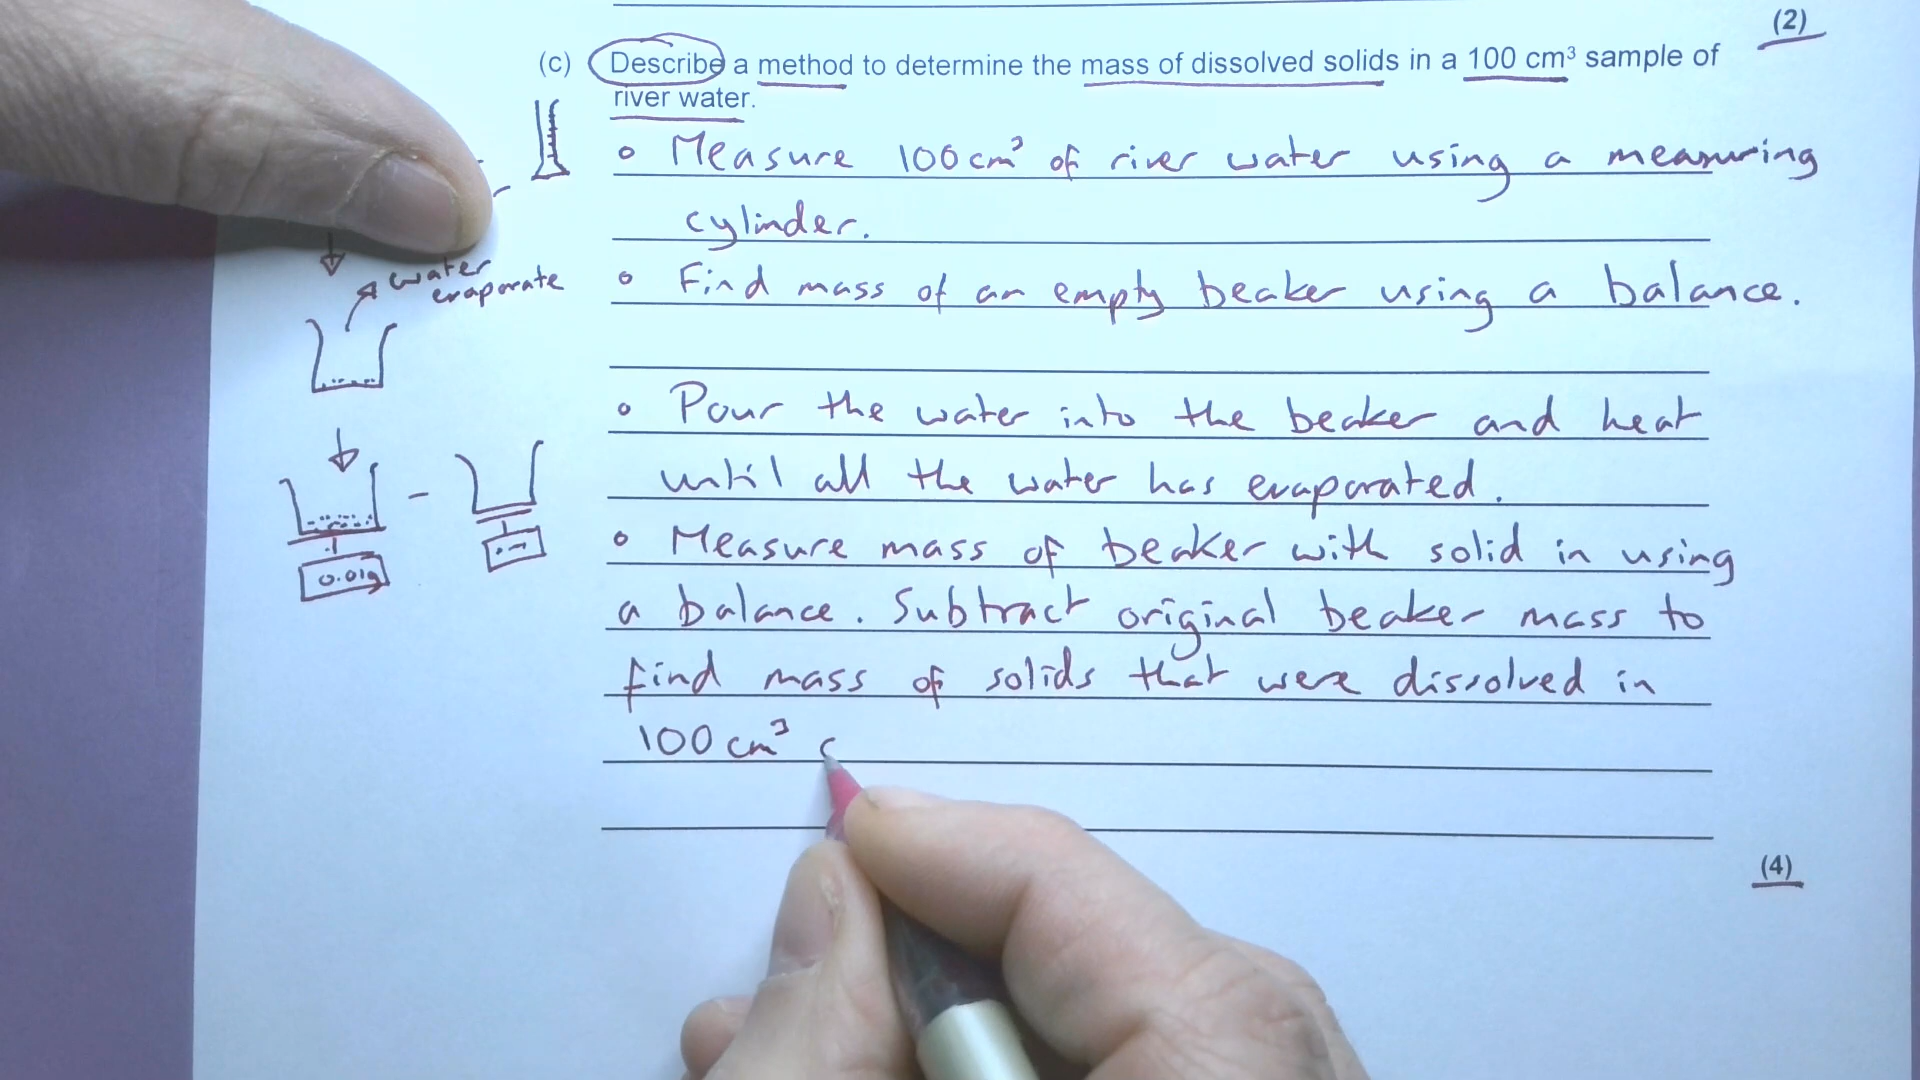 (2)
(c) Describe a method to determine the mass of dissolved solids in a 100 cm³ sample of
river water.
• Measure 100cm³ of river water using a measuring
cylinder.
• Find mass of an empty beaker using a balance.
• Pour the water into the beaker and heat
until all the water has evaporated.
• Measure mass of beaker with solid in using
a balance. Subtract original beaker mass to
find mass of solids that were dissolved in
100 cm³
(4)
water
evaporate
0.01g